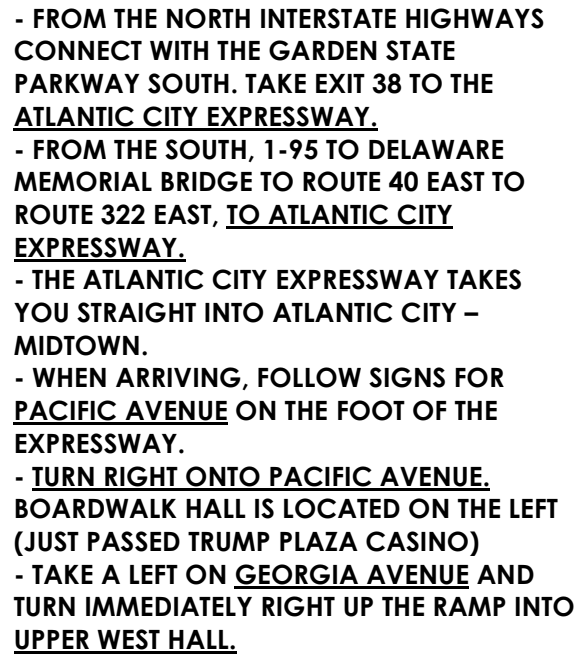 - FROM THE NORTH INTERSTATE HIGHWAYS
CONNECT WITH THE GARDEN STATE
PARKWAY SOUTH. TAKE EXIT 38 TO THE
ATLANTIC CITY EXPRESSWAY.
- FROM THE SOUTH, 1-95 TO DELAWARE
MEMORIAL BRIDGE TO ROUTE 40 EAST TO
ROUTE 322 EAST, TO ATLANTIC CITY
EXPRESSWAY.
- THE ATLANTIC CITY EXPRESSWAY TAKES
YOU STRAIGHT INTO ATLANTIC CITY –
MIDTOWN.
- WHEN ARRIVING, FOLLOW SIGNS FOR
PACIFIC AVENUE ON THE FOOT OF THE
EXPRESSWAY.
- TURN RIGHT ONTO PACIFIC AVENUE.
BOARDWALK HALL IS LOCATED ON THE LEFT
(JUST PASSED TRUMP PLAZA CASINO)
- TAKE A LEFT ON GEORGIA AVENUE AND
TURN IMMEDIATELY RIGHT UP THE RAMP INTO
UPPER WEST HALL.